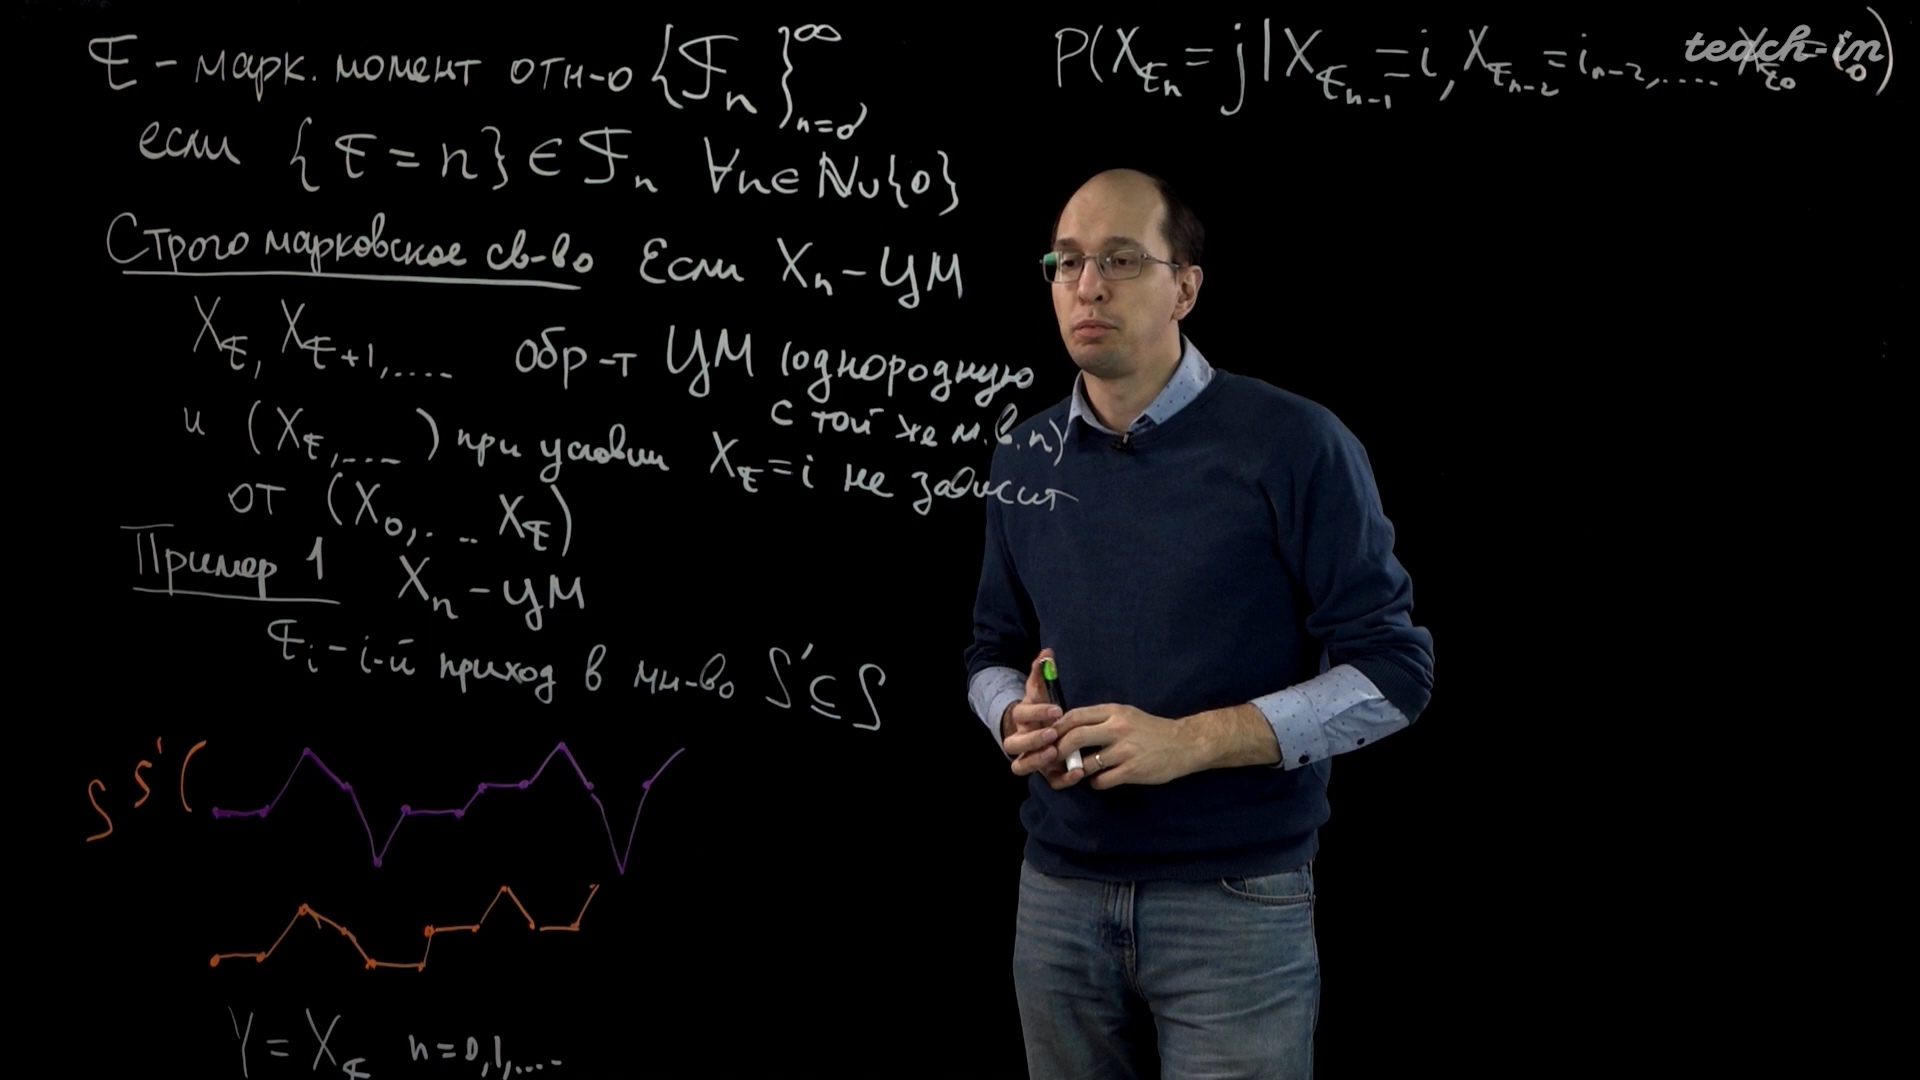 τ - марк. момент отн-о {ℱ_n}_{n=0}^∞
если {τ = n} ∈ ℱ_n ∀n ∈ ℕ∪{0}
Строго марковское св-во Если X_n - ЦМ
X_τ, X_{τ+1}, .... обр-т ЦМ (однородную
с той же м.в.п)
и (X_τ, ...) при условии X_τ = i не зависит
от (X_0, ... X_τ)
Пример 1 X_n - ЦМ
τ_i - i-й приход в мн-во S' ⊆ S
S S' (
Y = X_τ n = 0,1,....
P(X_{τ_n} = j | X_{τ_{n-1}} = i, X_{τ_{n-2}} = i_{n-2}, .... X_{τ_0} = i_0)
teach-in